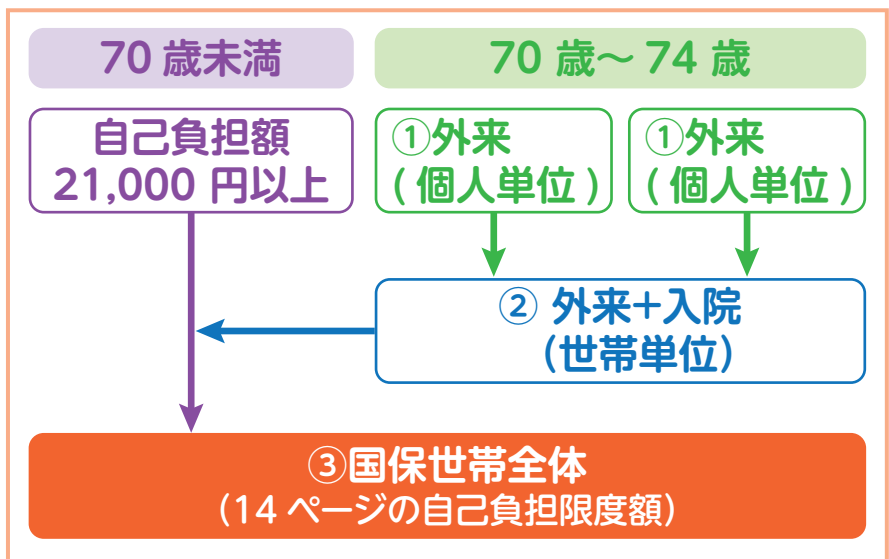 70 歳未満
70 歳~ 74 歳
自己負担額
21,000 円以上
①外来
( 個人単位 )
①外来
( 個人単位 )
② 外来+入院
(世帯単位)
③国保世帯全体
(14 ページの自己負担限度額)